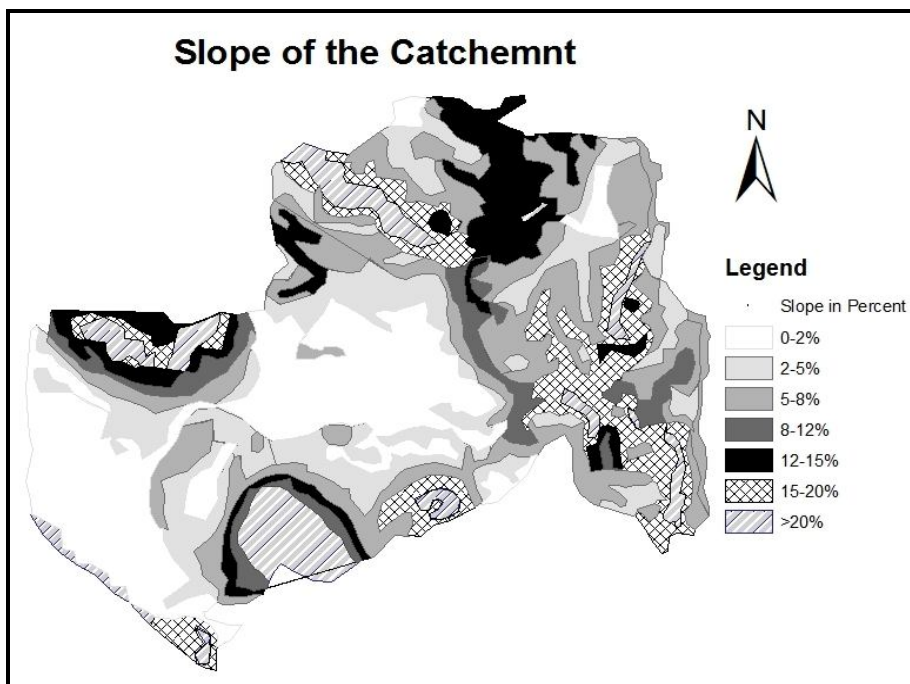 Slope of the Catchemnt
N
Legend
Slope in Percent
0-2%
2-5%
5-8%
8-12%
12-15%
15-20%
>20%